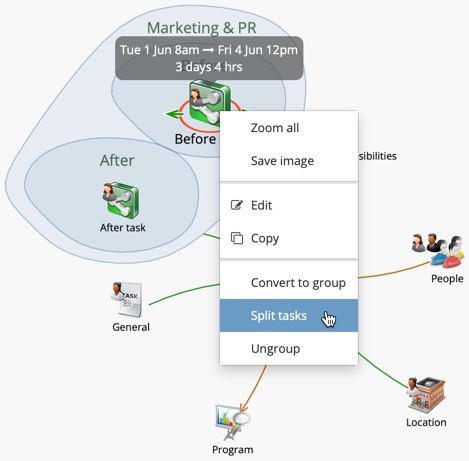 Marketing & PR
Tue 1 Jun 8am → Fri 4 Jun 12pm
3 days 4 hrs
Before
Zoom all
Save image
sibilities
After
After task
Edit
Copy
People
Convert to group
TASK
General
Split tasks
Ungroup
Location
Program